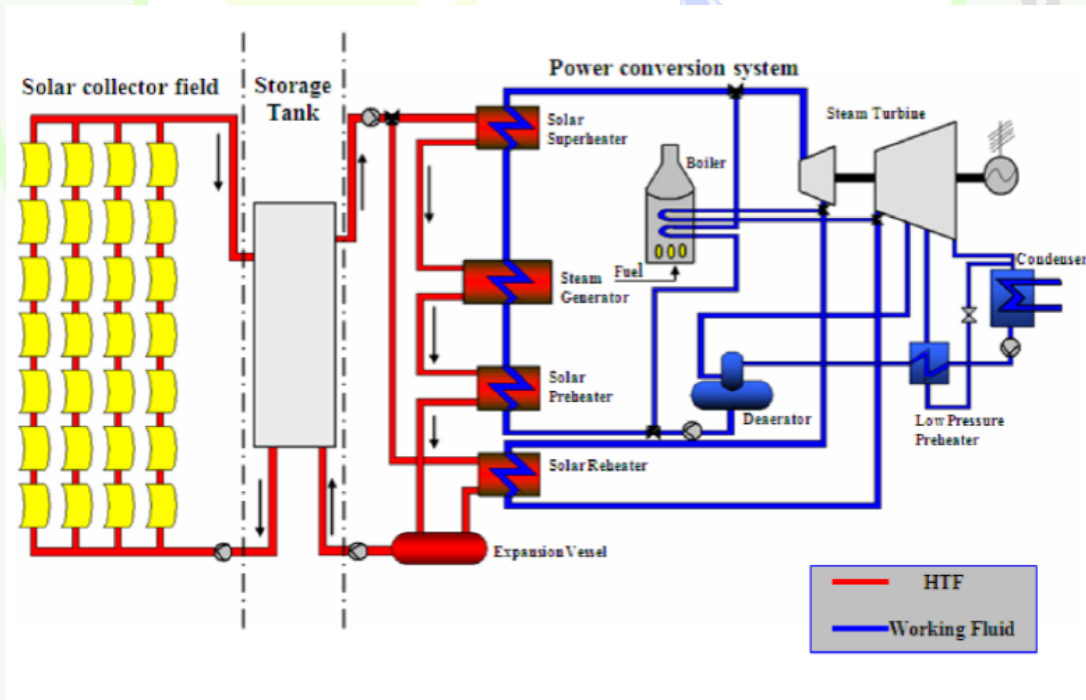 Solar collector field
Storage
Tank
Power conversion system
Solar
Superheater
Boiler
Steam Turbine
Steam
Generator
Fuel
Condenser
Solar
Preheater
Deaerator
Low Pressure
Preheater
Solar Reheater
Expansion Vessel
HTF
Working Fluid